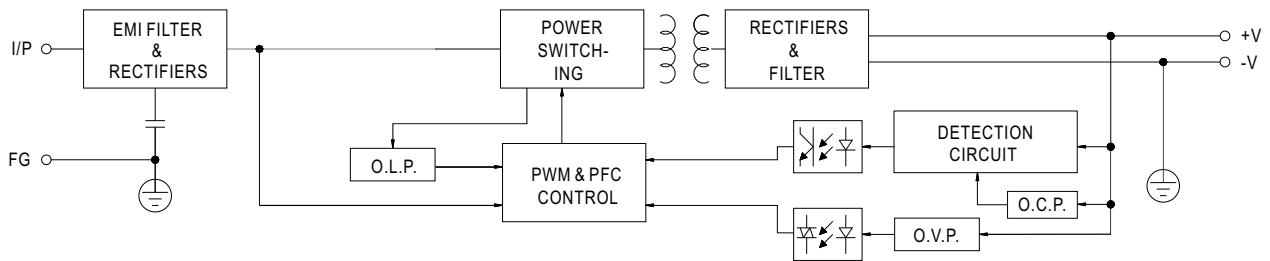 I/P
EMI FILTER
&
RECTIFIERS
POWER
SWITCH-
ING
RECTIFIERS
&
FILTER
+V
-V
FG
O.L.P.
PWM & PFC
CONTROL
DETECTION
CIRCUIT
O.C.P.
O.V.P.